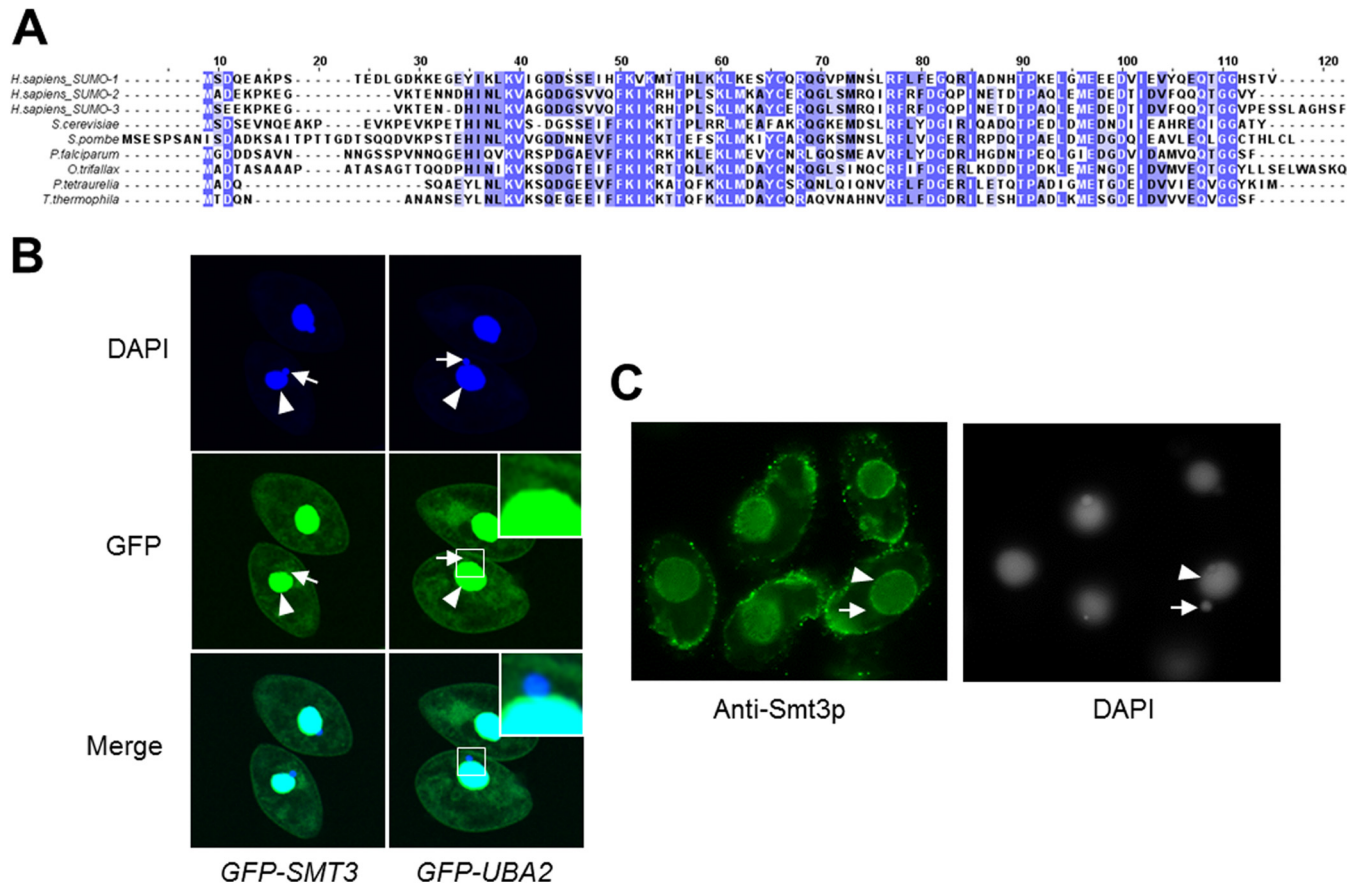 A
10 20 30 40 50 60 70 80 90 100 110 120
H.sapiens_SUMO-1 --------MSDQEAKPS------TEDLGDKKEGEYIKLKVIGQDSSEIHFKVKMTTHLKKLKESYCQRQGVPMNSLRFLFEGQRIADNHTPKELGMEEEDVIEVYQEQTGGHSTV-------
H.sapiens_SUMO-2 --------MADEKPKEG----------VKTENNDHINLKVAGQDGSVVQFKIKRHTPLSKLMKAYCERQGLSMRQIRFRFDGQPINETDTPAQLEMEDEDTIDVFQQQTGGVY---------
H.sapiens_SUMO-3 --------MSEEKPKEG----------VKTEN-DHINLKVAGQDGSVVQFKIKRHTPLSKLMKAYCERQGLSMRQIRFRFDGQPINETDTPAQLEMEDEDTIDVFQQQTGGVPESSLAGHSF
S.cerevisiae --------MSDSEVNQEAKP----EVKPEVKPETHINLKVS-DGSSEIFFKIKKTTPLRRLMEAFAKRQGKEMDSLRFLYDGIRIQADQTPEDLDMEDNDIIEAHREQIGGATY--------
S.pombe MSESPSANISDADKSAITPTTGDTSQQDVKPSTEHINLKVVGQDNNEVFFKIKKTTEFSKLMKIYCARQGKSMNSLRFLVDGERIRPDQTPAELDMEDGDQIEAVLEQLGGCTHLCL-----
P.falciparum --------MGDDDSAVN-----NNGSSPVNNQGEHIQVKVRSPDGAEVFFKIKRKTKLEKLMEVYCNRLGQSMEAVRFLYDGDRIHGDNTPEQLGIEDGDVIDAMVQQTGGSF---------
O.trifallax --------MADTASAAAP----ATASAGTTQQDPHINIKVKSQDGTEIFFKIKKTTQLKKLMDAYCNRQGLSINQCRFIFDGERLKDDDTPDKLEMENGDEIDVMVEQTGGYLLSELWASKQ
P.tetraurelia --------MADQ------------------SQAEYLNLKVKSQDGEEVFFKIKKATQFKKLMDAYCSRQNLQIQNVRFLFDGERILETQTPADIGMETGDEIDVVIEQVGGYKIM-------
T.thermophila --------MTDQN---------------ANANSEYLNLKVKSQEGEEIFFKIKKTTQFKKLMDAYCQRAQVNAHNVRFLFDGDRILESHTPADLKMESGDEIDVVVEQVGGSF---------
B
DAPI
GFP
Merge
GFP-SMT3 GFP-UBA2
C
Anti-Smt3p DAPI